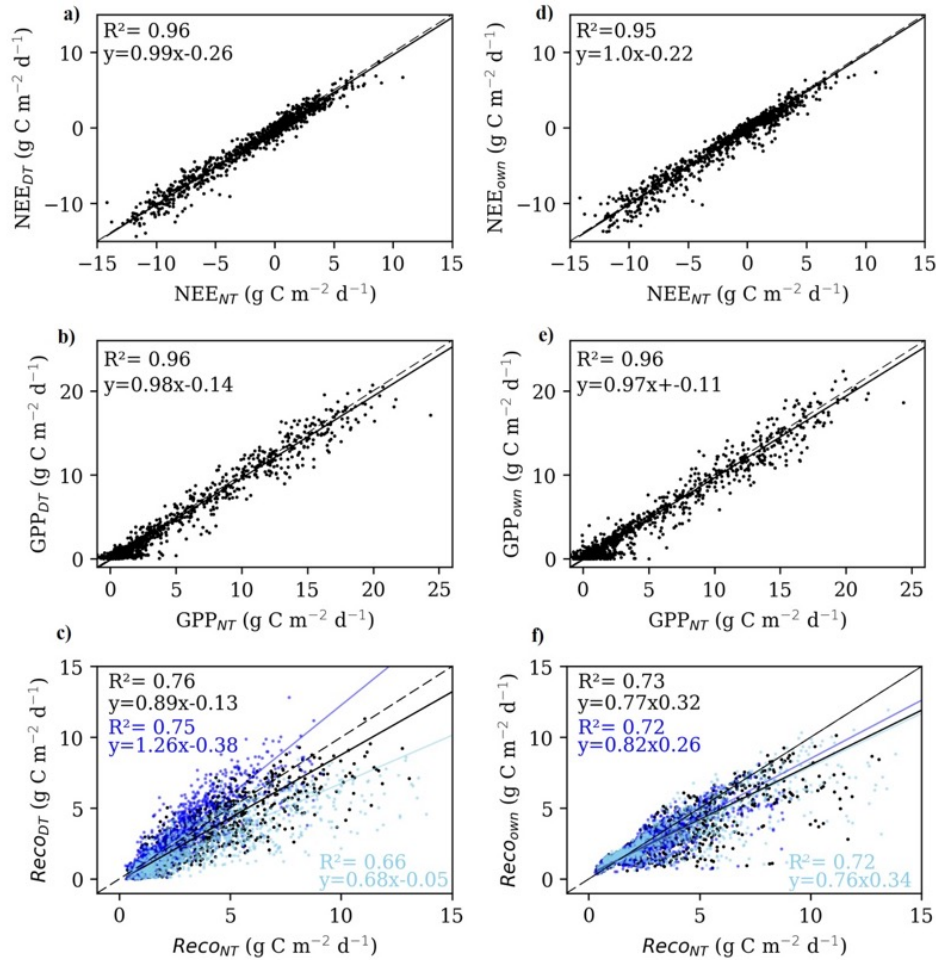 a)
R²= 0.96
y=0.99x-0.26
NEE_DT (g C m⁻² d⁻¹)
10
0
−10
−15 −10 −5 0 5 10 15
NEE_NT (g C m⁻² d⁻¹)
d)
R²=0.95
y=1.0x-0.22
NEE_own (g C m⁻² d⁻¹)
10
0
−10
−15 −10 −5 0 5 10 15
NEE_NT (g C m⁻² d⁻¹)
b)
R²= 0.96
y=0.98x-0.14
GPP_DT (g C m⁻² d⁻¹)
20
10
0
0 5 10 15 20 25
GPP_NT (g C m⁻² d⁻¹)
e)
R²= 0.96
y=0.97x+-0.11
GPP_own (g C m⁻² d⁻¹)
20
10
0
0 5 10 15 20 25
GPP_NT (g C m⁻² d⁻¹)
c)
R²= 0.76
y=0.89x-0.13
R²= 0.75
y=1.26x-0.38
R²= 0.66
y=0.68x-0.05
Reco_DT (g C m⁻² d⁻¹)
15
10
5
0
0 5 10 15
Reco_NT (g C m⁻² d⁻¹)
f)
R²= 0.73
y=0.77x0.32
R²= 0.72
y=0.82x0.26
R²= 0.72
y=0.76x0.34
Reco_own (g C m⁻² d⁻¹)
15
10
5
0
0 5 10 15
Reco_NT (g C m⁻² d⁻¹)